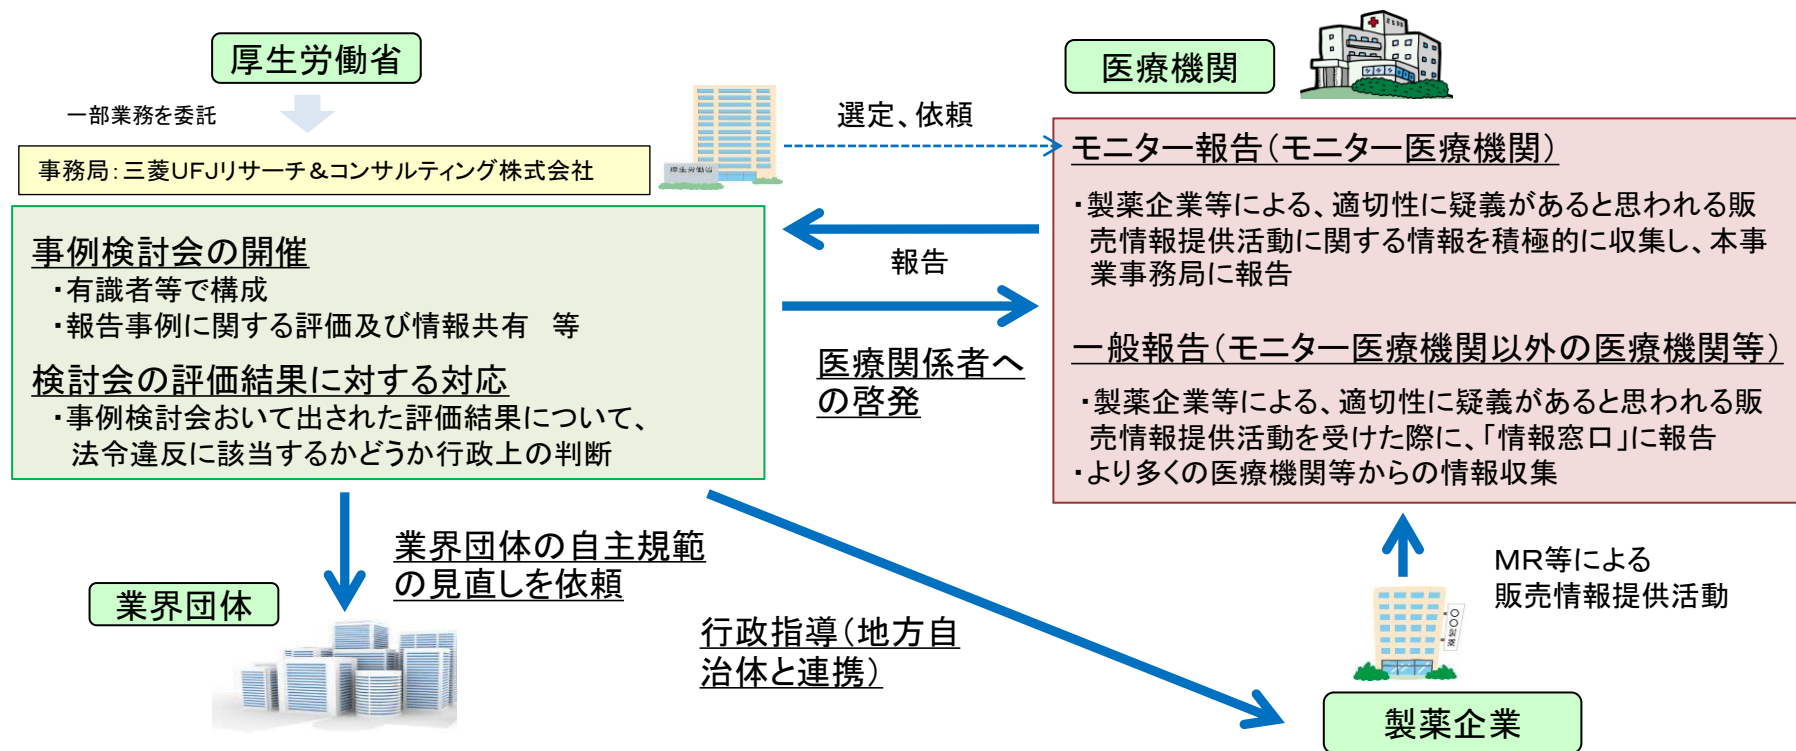 厚生労働省
一部業務を委託
事務局：三菱UFJリサーチ＆コンサルティング株式会社
厚生労働省
事例検討会の開催
・有識者等で構成
・報告事例に関する評価及び情報共有　等
検討会の評価結果に対する対応
・事例検討会おいて出された評価結果について、
法令違反に該当するかどうか行政上の判断
選定、依頼
報告
医療関係者へ
の啓発
医療機関
モニター報告（モニター医療機関）
・製薬企業等による、適切性に疑義があると思われる販
売情報提供活動に関する情報を積極的に収集し、本事
業事務局に報告
一般報告（モニター医療機関以外の医療機関等）
・製薬企業等による、適切性に疑義があると思われる販
売情報提供活動を受けた際に、「情報窓口」に報告
・より多くの医療機関等からの情報収集
業界団体の自主規範
の見直しを依頼
業界団体
行政指導（地方自
治体と連携）
MR等による
販売情報提供活動
〇〇製薬
製薬企業